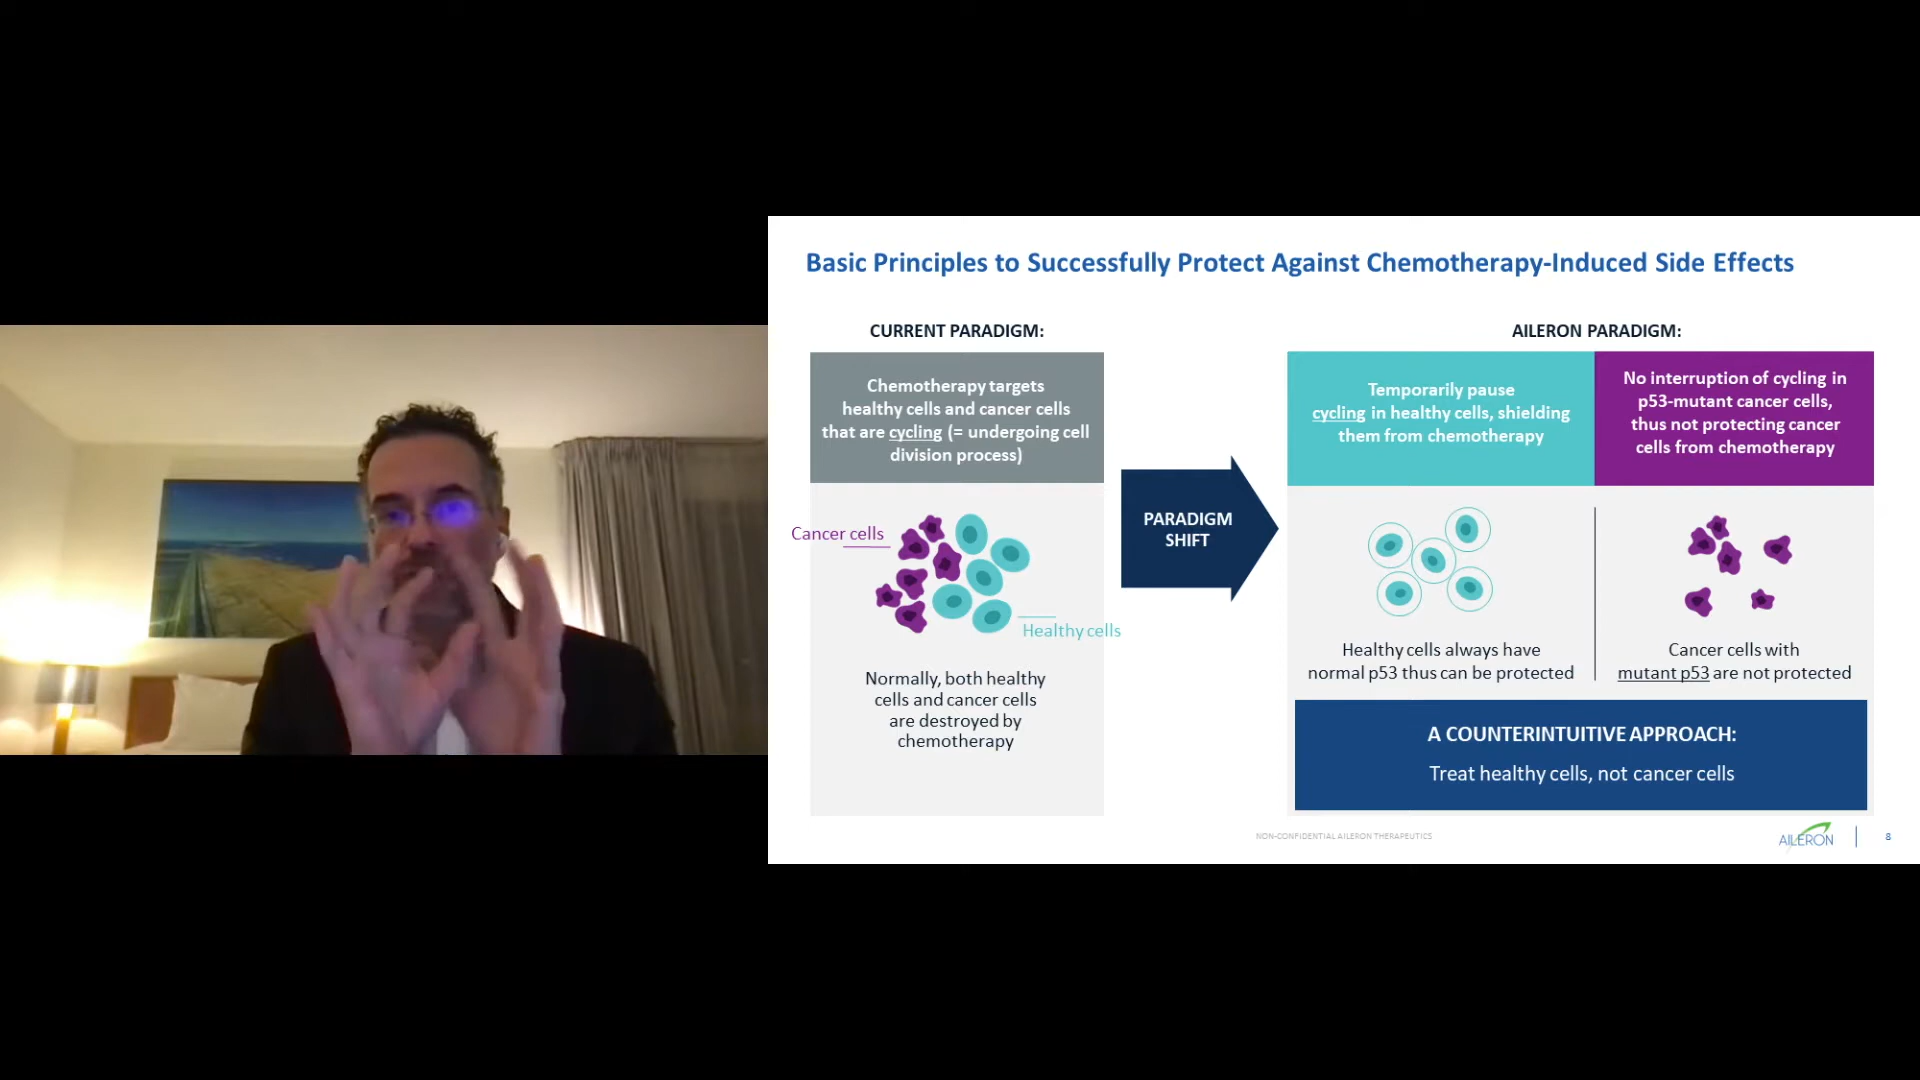 Basic Principles to Successfully Protect Against Chemotherapy-Induced Side Effects
CURRENT PARADIGM:
Chemotherapy targets
healthy cells and cancer cells
that are cycling (= undergoing cell
division process)
Cancer cells
Healthy cells
Normally, both healthy
cells and cancer cells
are destroyed by
chemotherapy
PARADIGM
SHIFT
AILERON PARADIGM:
Temporarily pause
cycling in healthy cells, shielding
them from chemotherapy
No interruption of cycling in
p53-mutant cancer cells,
thus not protecting cancer
cells from chemotherapy
Healthy cells always have
normal p53 thus can be protected
Cancer cells with
mutant p53 are not protected
A COUNTERINTUITIVE APPROACH:
Treat healthy cells, not cancer cells
NON-CONFIDENTIAL AILERON THERAPEUTICS
AILERON
8